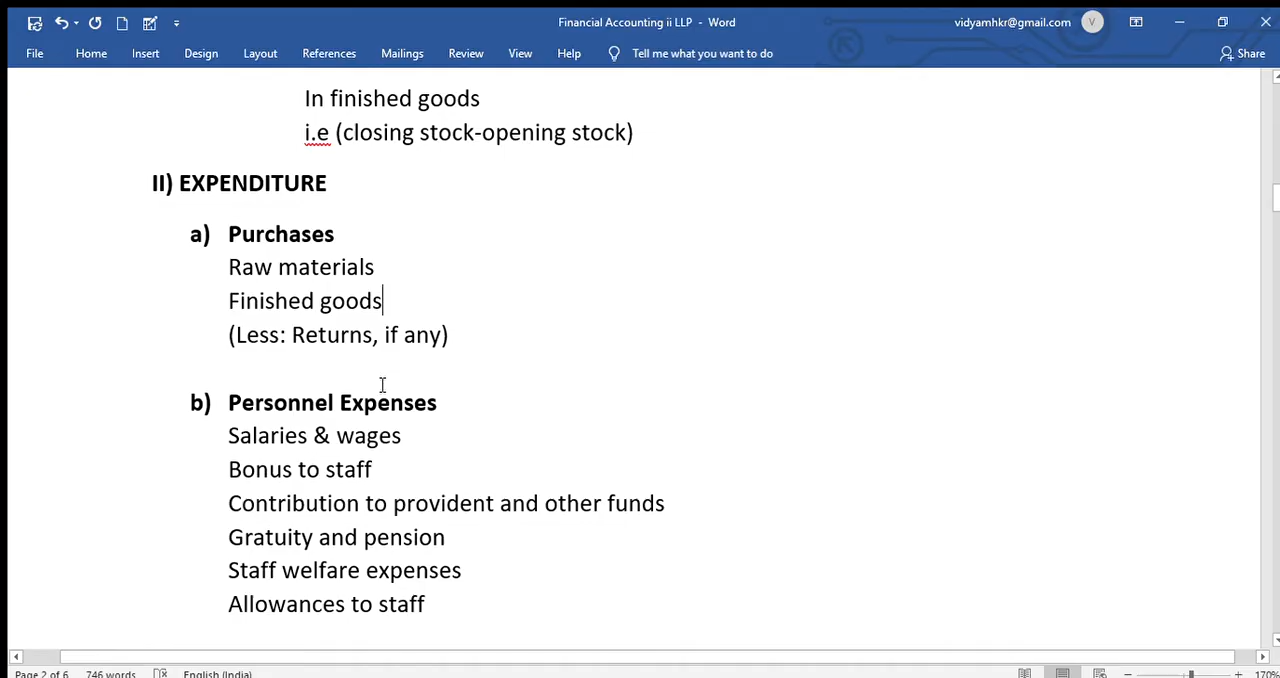 Financial Accounting ii LLP - Word
vidyamhkr@gmail.com
V
File Home Insert Design Layout References Mailings Review View Help Tell me what you want to do Share
In finished goods
i.e (closing stock-opening stock)
II) EXPENDITURE
a) Purchases
Raw materials
Finished goods
(Less: Returns, if any)
b) Personnel Expenses
Salaries & wages
Bonus to staff
Contribution to provident and other funds
Gratuity and pension
Staff welfare expenses
Allowances to staff
Page 2 of 6 746 words English (India) 170%